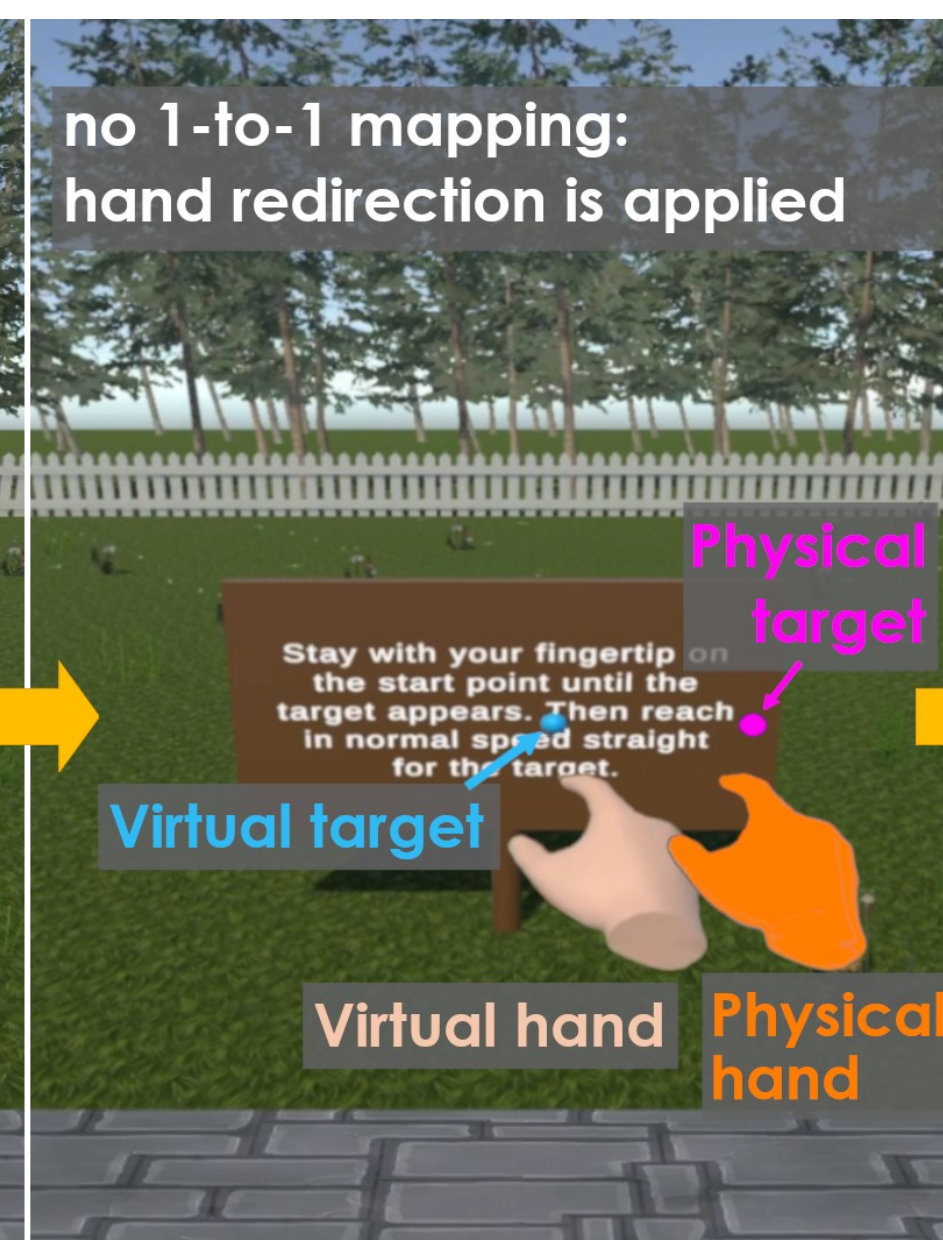 no 1-to-1 mapping:
hand redirection is applied
Physical
target
Stay with your fingertip on
the start point until the
target appears. Then reach
in normal speed straight
for the target.
Virtual target
Virtual hand
Physical
hand